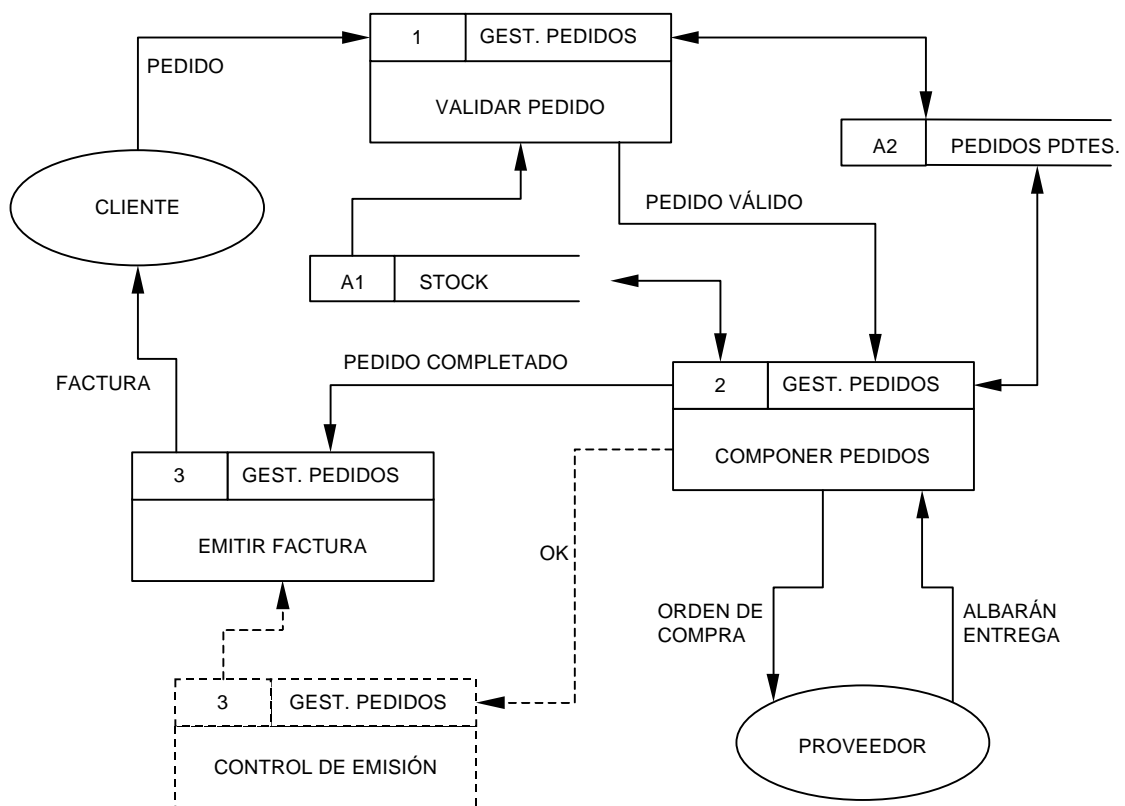 1
GEST. PEDIDOS
PEDIDO
VALIDAR PEDIDO
A2
PEDIDOS PDTES.
CLIENTE
PEDIDO VÁLIDO
A1
STOCK
PEDIDO COMPLETADO
FACTURA
2
GEST. PEDIDOS
COMPONER PEDIDOS
3
GEST. PEDIDOS
EMITIR FACTURA
OK
ORDEN DE
COMPRA
ALBARÁN
ENTREGA
3
GEST. PEDIDOS
CONTROL DE EMISIÓN
PROVEEDOR